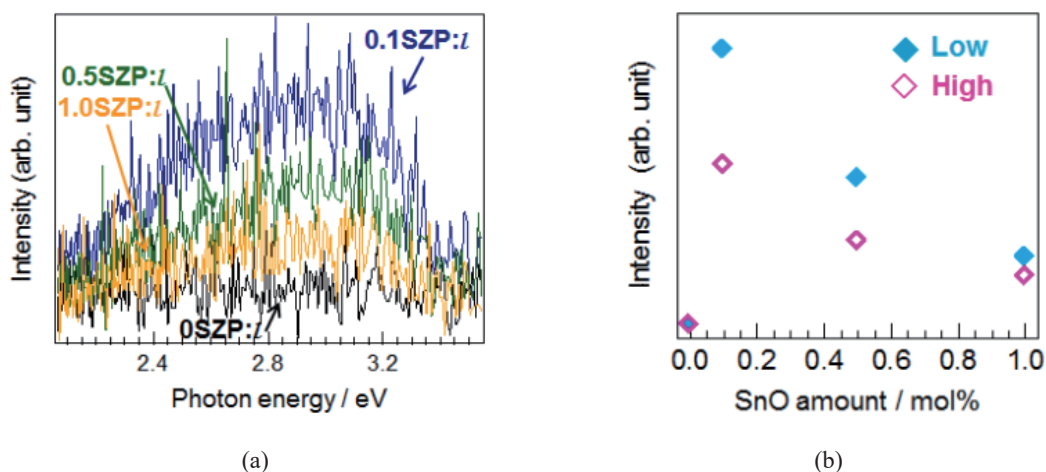 Intensity (arb. unit)
0.1SZP:l
0.5SZP:l
1.0SZP:l
0SZP:l
2.4 2.8 3.2
Photon energy / eV
(a)
Intensity (arb. unit)
Low
High
0.0 0.2 0.4 0.6 0.8 1.0
SnO amount / mol%
(b)